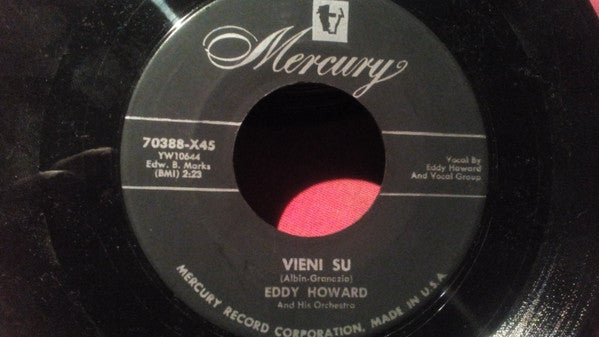 Mercury
70388-X45
YW10644
Edw. B. Marks
(BMI) 2:23
Vocal By
Eddy Howard
And Vocal Group
VIENI SU
(Albin-Granozio)
EDDY HOWARD
And His Orchestra
MERCURY RECORD CORPORATION, MADE IN U.S.A.